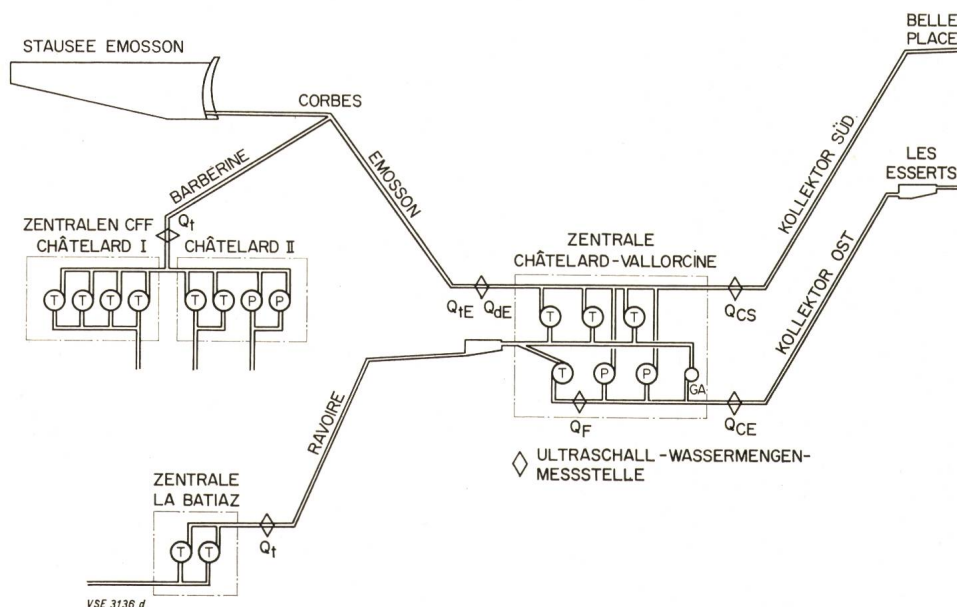 STAUSEE EMOSSON
CORBES
BARBERINE
EMOSSON
BELLE
PLACE
KOLLEKTOR SÜD
LES
ESSERTS
KOLLEKTOR OST
ZENTRALEN CFF
CHÂTELARD I
Qt
CHÂTELARD II
T
T
T
T
T
T
P
P
ZENTRALE
CHÂTELARD-VALLORCINE
QtE
QdE
T
T
T
QCS
T
P
P
GA
QF
QCE
RAVOIRE
ULTRASCHALL-WASSERMENGEN-
MESSSTELLE
ZENTRALE
LA BATIAZ
T
T
Qt
VSE 3136 d